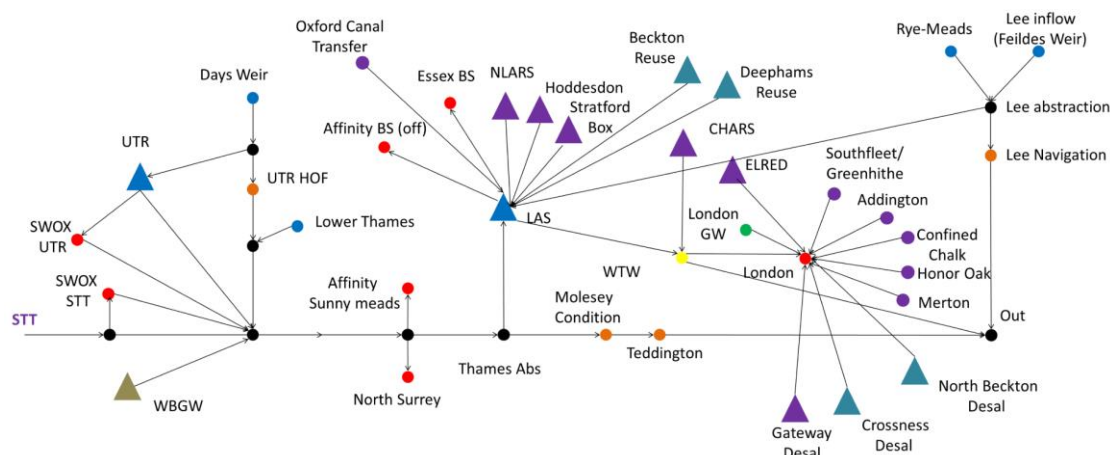 Oxford Canal
Transfer
Essex BS
NLARS
Hoddesdon
Stratford
Box
Beckton
Reuse
Deephams
Reuse
Rye-Meads
Lee inflow
(Feildes Weir)
Days Weir
Affinity BS (off)
CHARS
Lee abstraction
UTR
ELRED
Southfleet/
Greenhithe
Lee Navigation
UTR HOF
Addington
SWOX
UTR
Lower Thames
LAS
London
GW
Confined
Chalk
SWOX
STT
Affinity
Sunny meads
WTW
London
Honor Oak
Merton
STT
Molesey
Condition
Out
Thames Abs
Teddington
WBGW
North Surrey
North Beckton
Desal
Gateway
Desal
Crossness
Desal